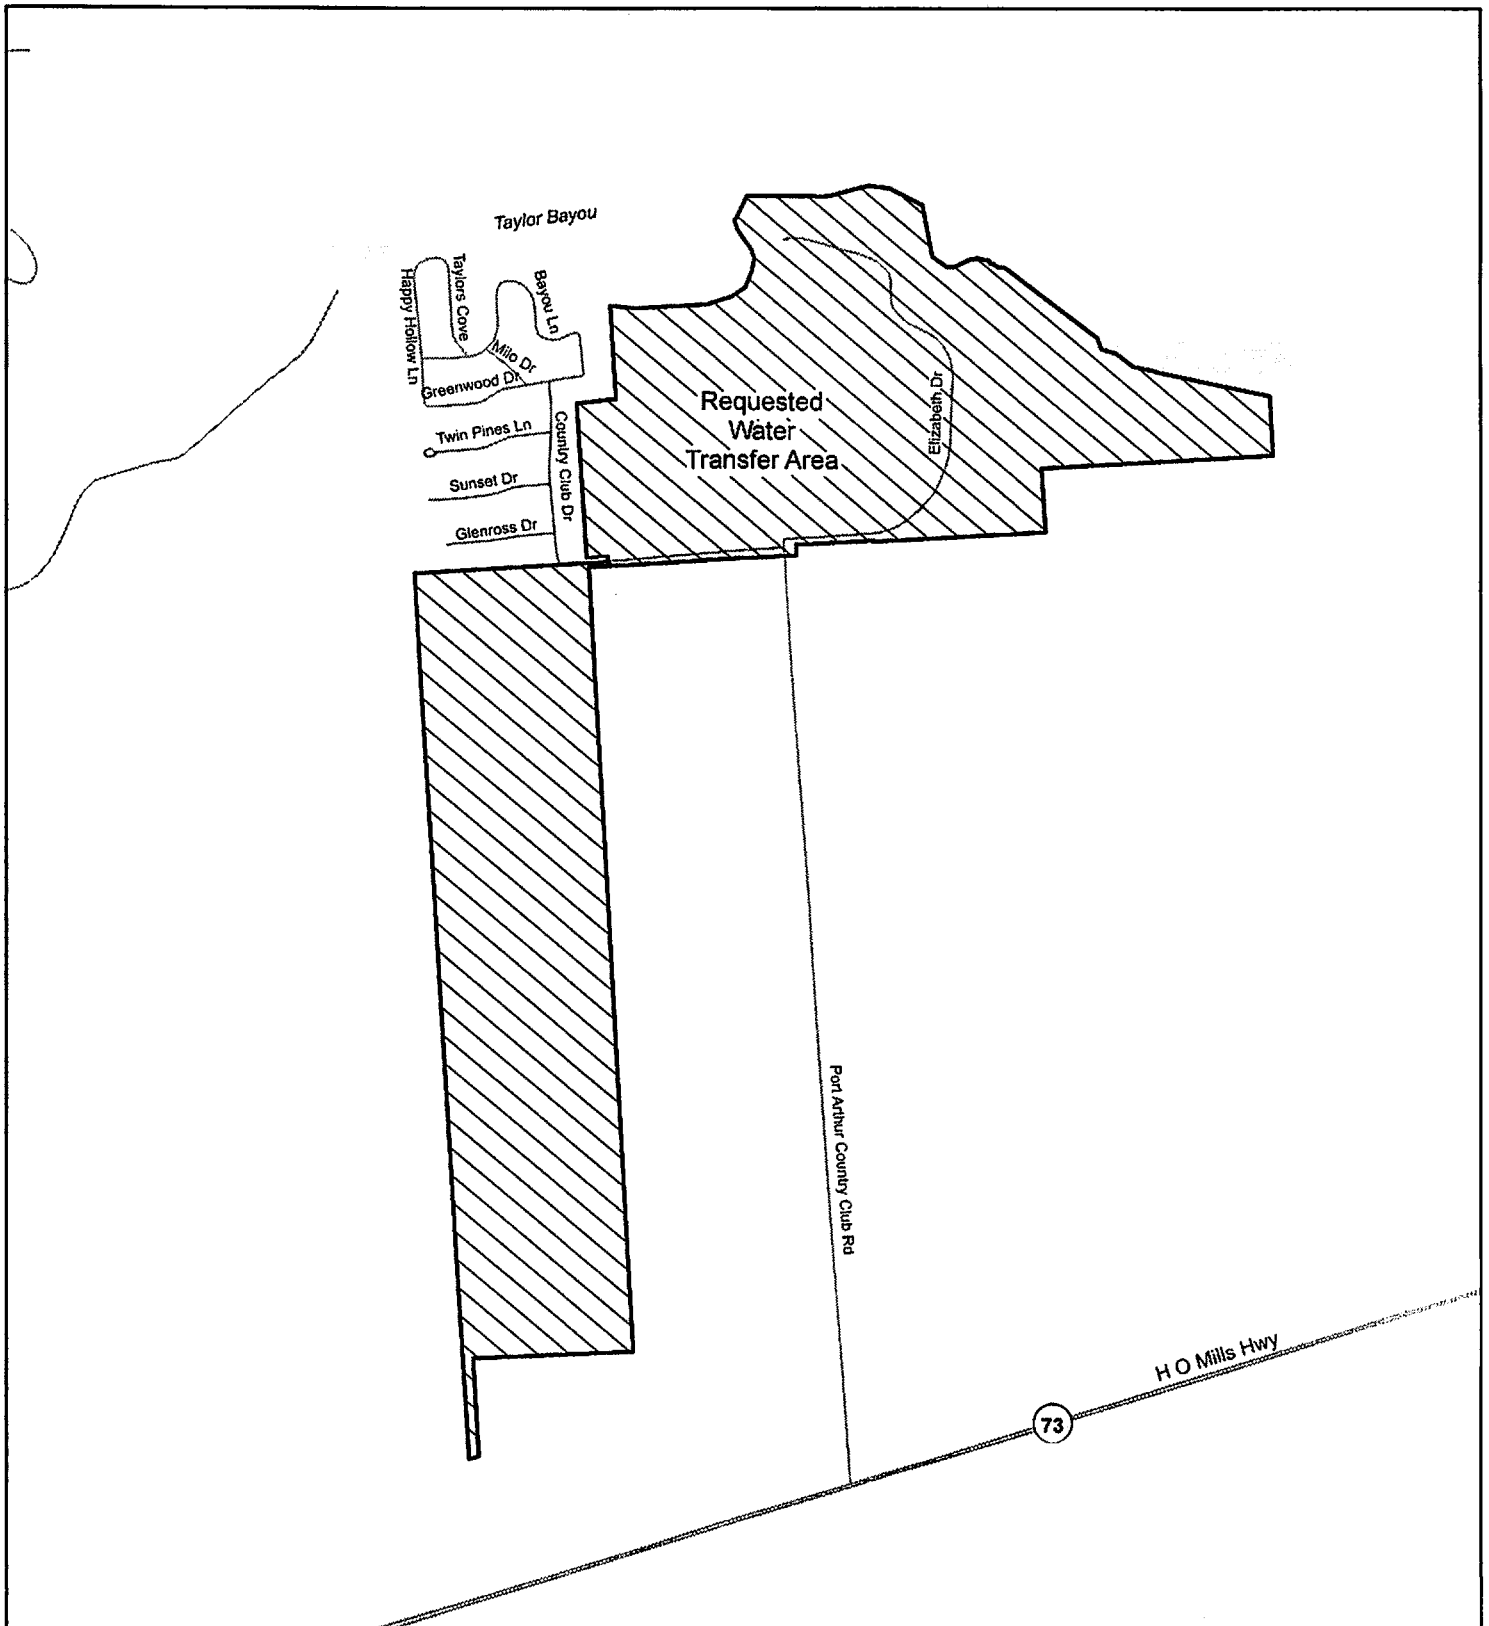 Taylor Bayou
Happy Hollow Ln
Taylors Cove
Bayou Ln
Milo Dr
Greenwood Dr
Twin Pines Ln
Country Club Dr
Sunset Dr
Glenross Dr
Requested
Water
Transfer Area
Elizabeth Dr
Port Arthur Country Club Rd
H O Mills Hwy
73